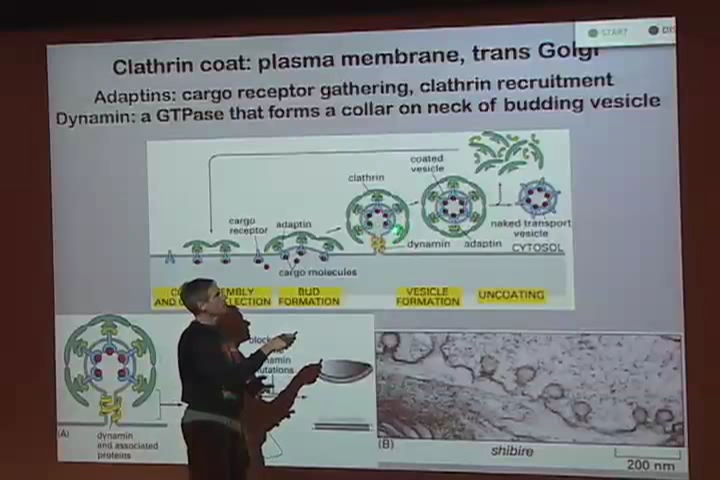 START
Clathrin coat: plasma membrane, trans Golgi
Adaptins: cargo receptor gathering, clathrin recruitment
Dynamin: a GTPase that forms a collar on neck of budding vesicle
coated
vesicle
clathrin
cargo
receptor
adaptin
naked transport
vesicle
dynamin
adaptin
CYTOSOL
cargo molecules
BUD
FORMATION
VESICLE
FORMATION
UNCOATING
(A)
dynamin
and associated
proteins
(B)
shibire
200 nm